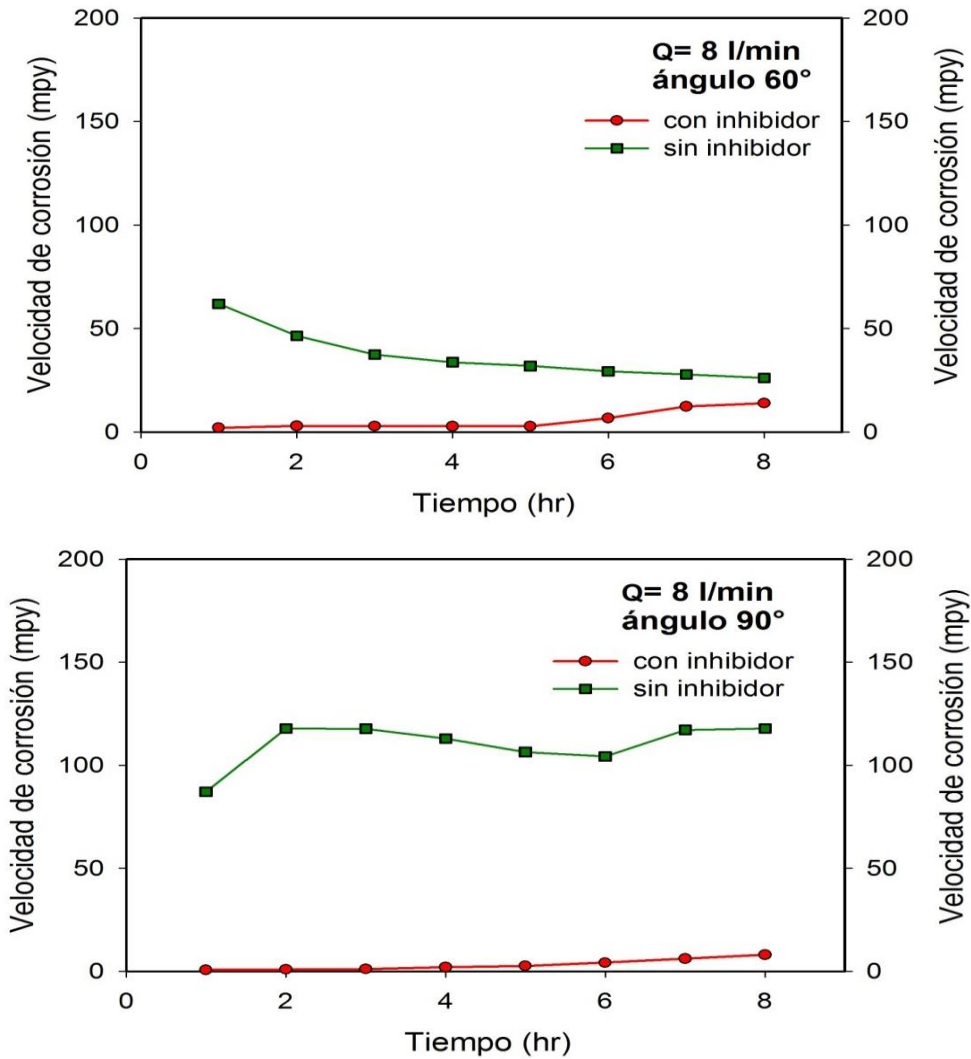 200
150
100
50
0
Velocidad de corrosión (mpy)
Q= 8 l/min
ángulo 60°
con inhibidor
sin inhibidor
200
150
100
50
0
Velocidad de corrosión (mpy)
0 2 4 6 8
Tiempo (hr)
200
150
100
50
0
Velocidad de corrosión (mpy)
Q= 8 l/min
ángulo 90°
con inhibidor
sin inhibidor
200
150
100
50
0
Velocidad de corrosión (mpy)
0 2 4 6 8
Tiempo (hr)